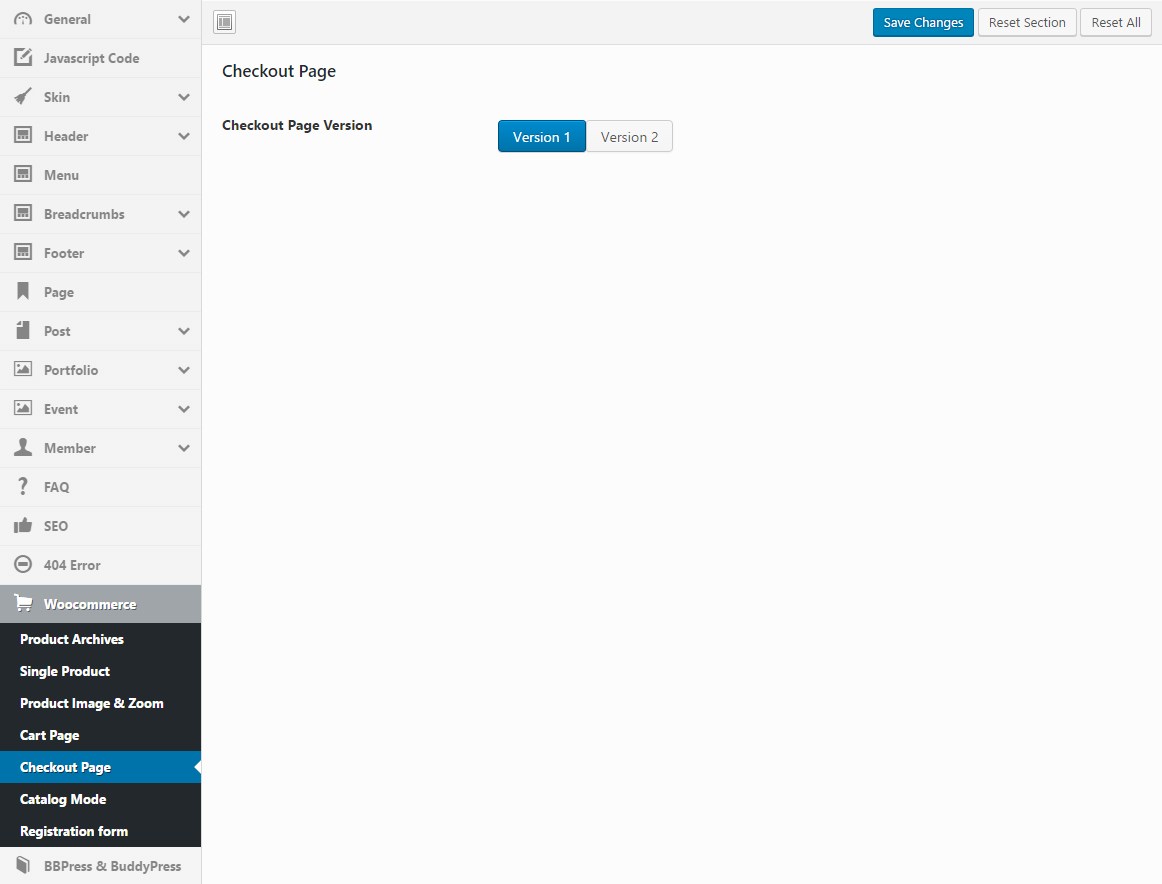 General
Javascript Code
Skin
Header
Menu
Breadcrumbs
Footer
Page
Post
Portfolio
Event
Member
FAQ
SEO
404 Error
Woocommerce
Product Archives
Single Product
Product Image & Zoom
Cart Page
Checkout Page
Catalog Mode
Registration form
BBPress & BuddyPress
Save Changes Reset Section Reset All
Checkout Page
Checkout Page Version Version 1 Version 2